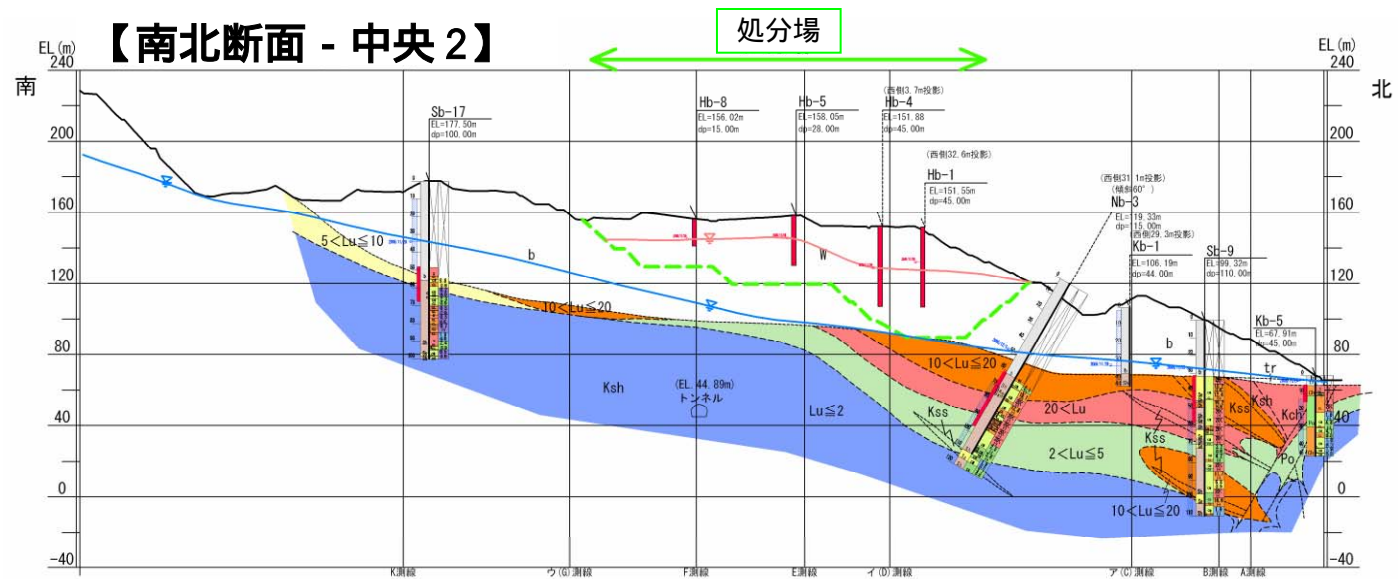 【南北断面 - 中央2】
処分場
EL(m)
EL(m)
南
北
240
200
160
120
80
40
0
-40
240
200
160
120
80
40
0
-40
Sb-17
EL=177.50m
dp=100.00m
Hb-8
EL=156.02m
dp=15.00m
Hb-5
EL=158.05m
dp=28.00m
(西側3.7m投影)
Hb-4
EL=151.88
dp=45.00m
(西側32.6m投影)
Hb-1
EL=151.55m
dp=45.00m
(西側31.1m投影)
(傾斜60°)
Nb-3
EL=119.33m
dp=115.00m
(西側29.3m投影)
Kb-1
EL=106.19m
dp=44.00m
Sb-9
EL=99.32m
dp=110.00m
Kb-5
EL=67.91m
dp=45.00m
5<Lu≦10
b
W
10<Lu≦20
b
tr
10<Lu≦20
Ksh
(EL.44.89m)
トンネル
Lu≦2
Kss
20<Lu
Kss
Ksh
Kch
Kss
2<Lu≦5
Po
10<Lu≦20
K測線
ウ(G)測線
F測線
E測線
イ(D)測線
ア(C)測線
B測線
A測線